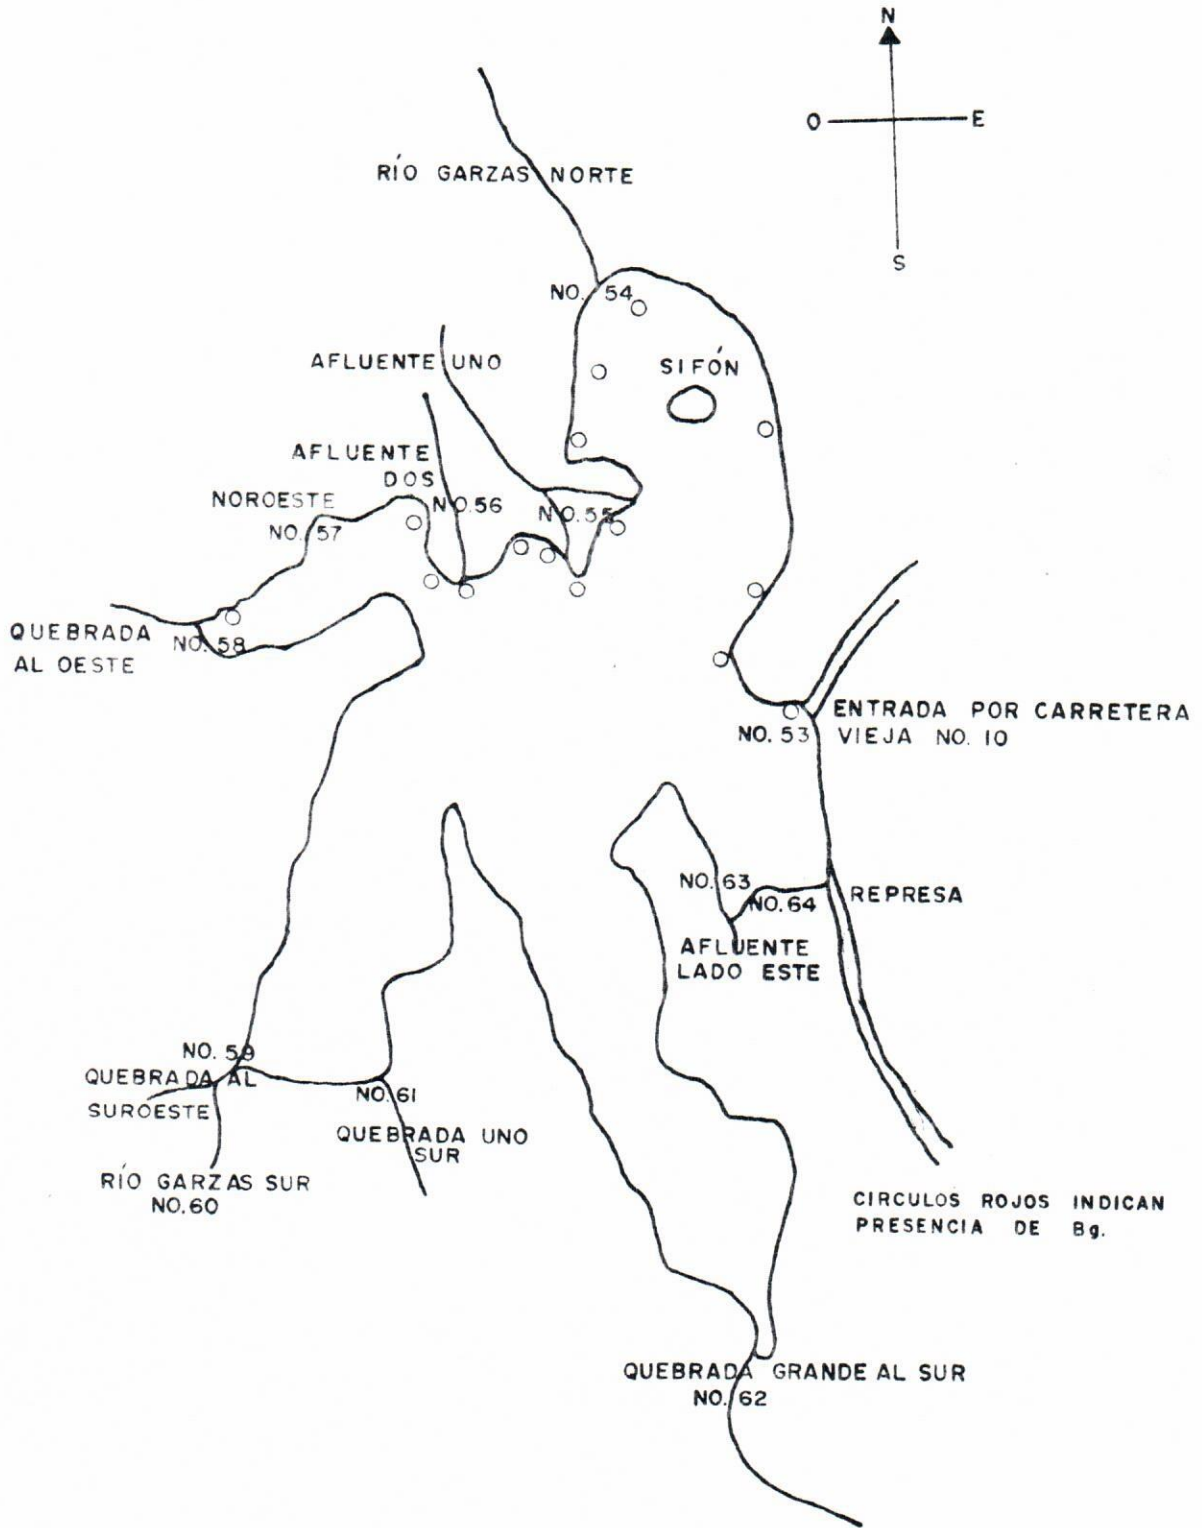 N
O E
S
RÍO GARZAS NORTE
NO. 54
AFLUENTE UNO
SIFÓN
AFLUENTE
DOS
NO.56
NOROESTE
NO. 57
NO.55
QUEBRADA
AL OESTE
NO. 58
ENTRADA POR CARRETERA
VIEJA NO. 10
NO. 53
NO. 63
NO.64
REPRESA
AFLUENTE
LADO ESTE
NO. 59
QUEBRADA AL
SUROESTE
NO.61
QUEBRADA UNO
SUR
RÍO GARZAS SUR
NO.60
CIRCULOS ROJOS INDICAN
PRESENCIA DE Bg.
QUEBRADA GRANDE AL SUR
NO. 62